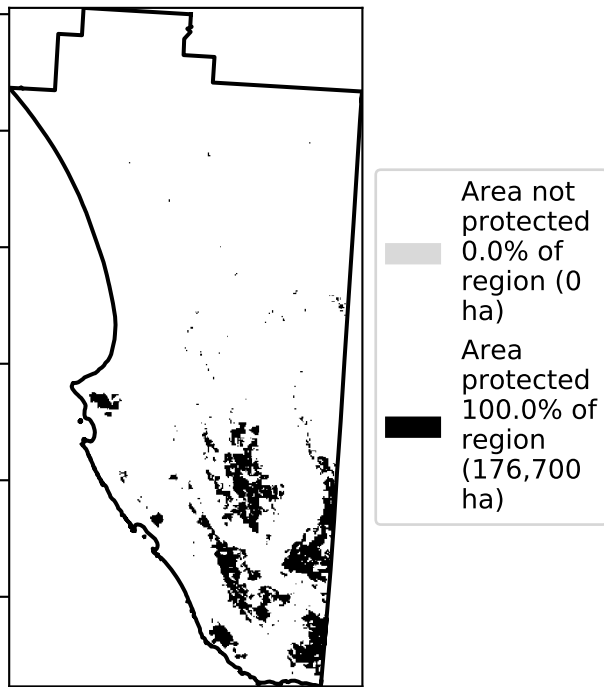 Area not
protected
0.0% of
region (0
ha)
Area
protected
100.0% of
region
(176,700
ha)